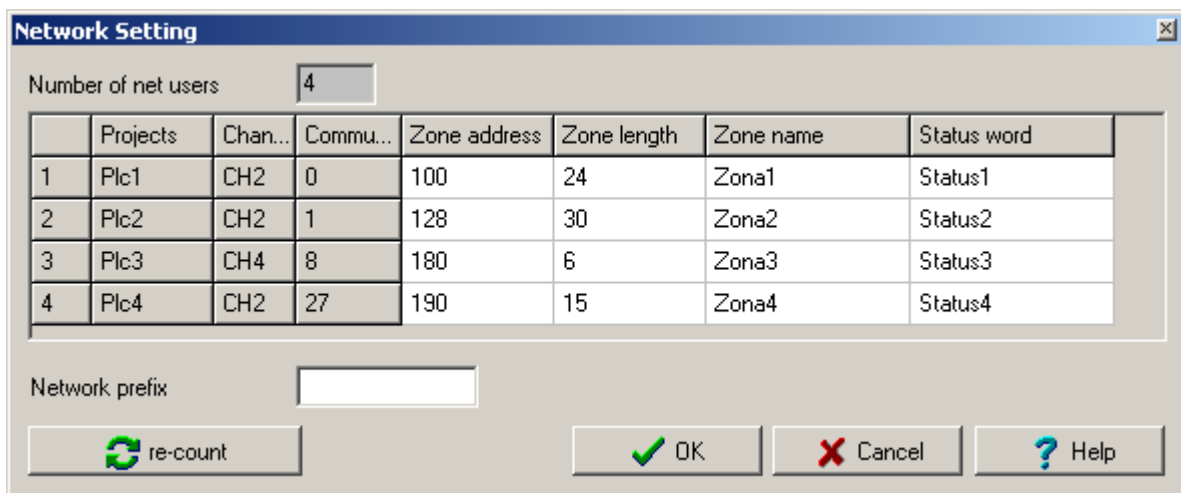 Network Setting
Number of net users 4
Projects Chan... Commu... Zone address Zone length Zone name Status word
1 Plc1 CH2 0 100 24 Zona1 Status1
2 Plc2 CH2 1 128 30 Zona2 Status2
3 Plc3 CH4 8 180 6 Zona3 Status3
4 Plc4 CH2 27 190 15 Zona4 Status4
Network prefix
re-count OK Cancel ? Help